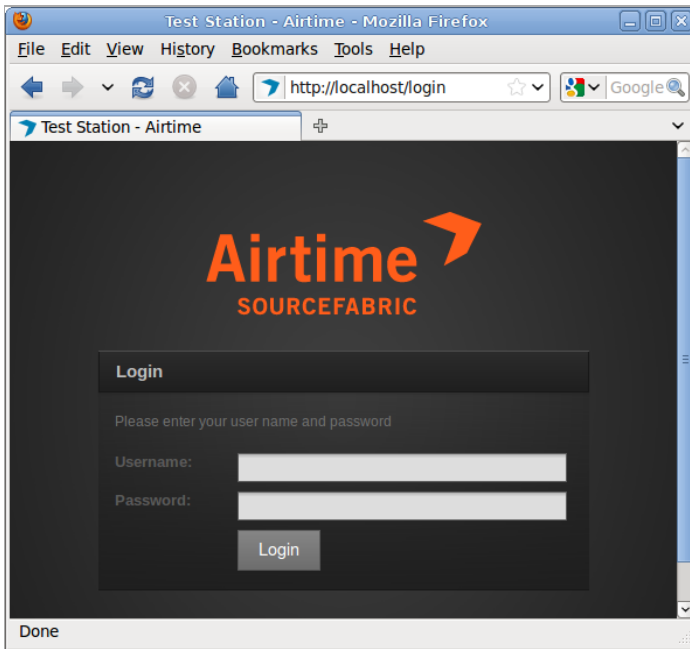 Test Station - Airtime - Mozilla Firefox
File Edit View History Bookmarks Tools Help
http://localhost/login Google
Test Station - Airtime
Airtime
SOURCEFABRIC
Login
Please enter your user name and password
Username:
Password:
Login
Done